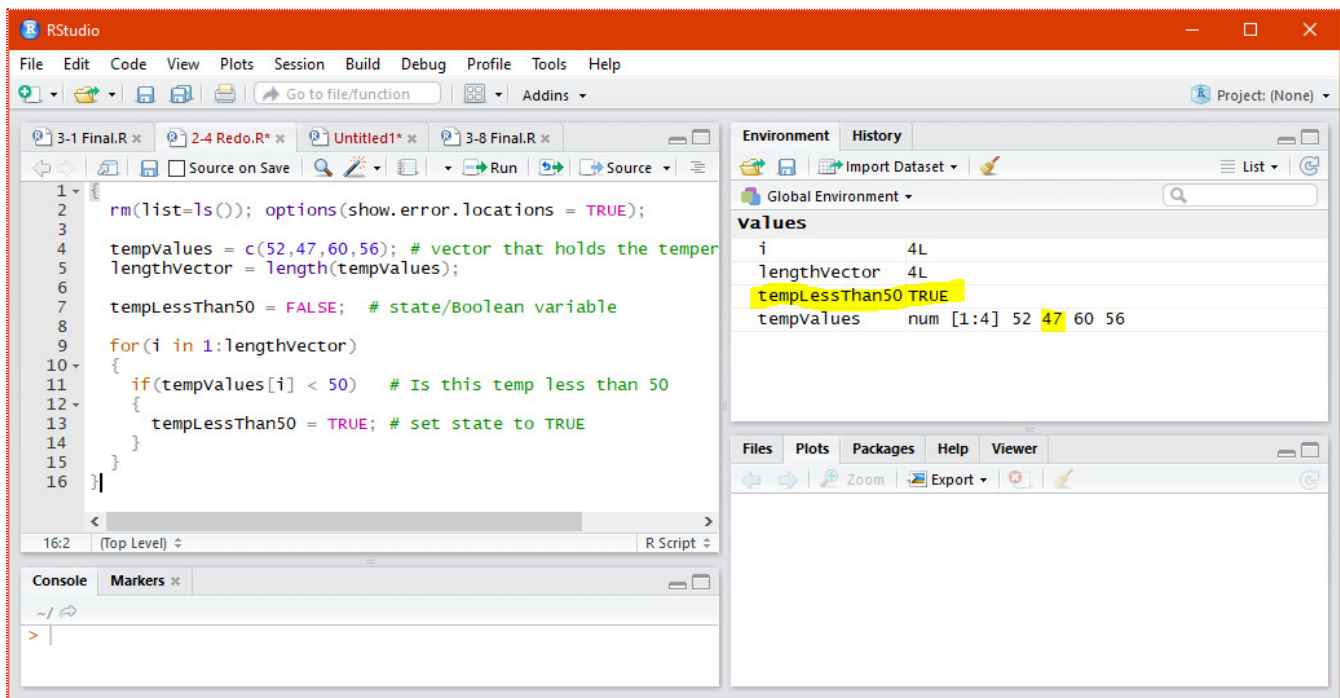 RStudio
File Edit Code View Plots Session Build Debug Profile Tools Help
Go to file/function Addins Project: (None)
3-1 Final.R 2-4 Redo.R* Untitled1* 3-8 Final.R
Source on Save Run Source
1 {
2 rm(list=ls()); options(show.error.locations = TRUE);
3
4 tempValues = c(52,47,60,56); # vector that holds the temper
5 lengthVector = length(tempValues);
6
7 tempLessThan50 = FALSE; # state/Boolean variable
8
9 for(i in 1:lengthVector)
10 {
11 if(tempValues[i] < 50) # Is this temp less than 50
12 {
13 tempLessThan50 = TRUE; # set state to TRUE
14 }
15 }
16 }
16:2 (Top Level) R Script
Console Markers
~/
>
Environment History
Import Dataset List
Global Environment
Values
i 4L
lengthVector 4L
tempLessThan50 TRUE
tempValues num [1:4] 52 47 60 56
Files Plots Packages Help Viewer
Zoom Export